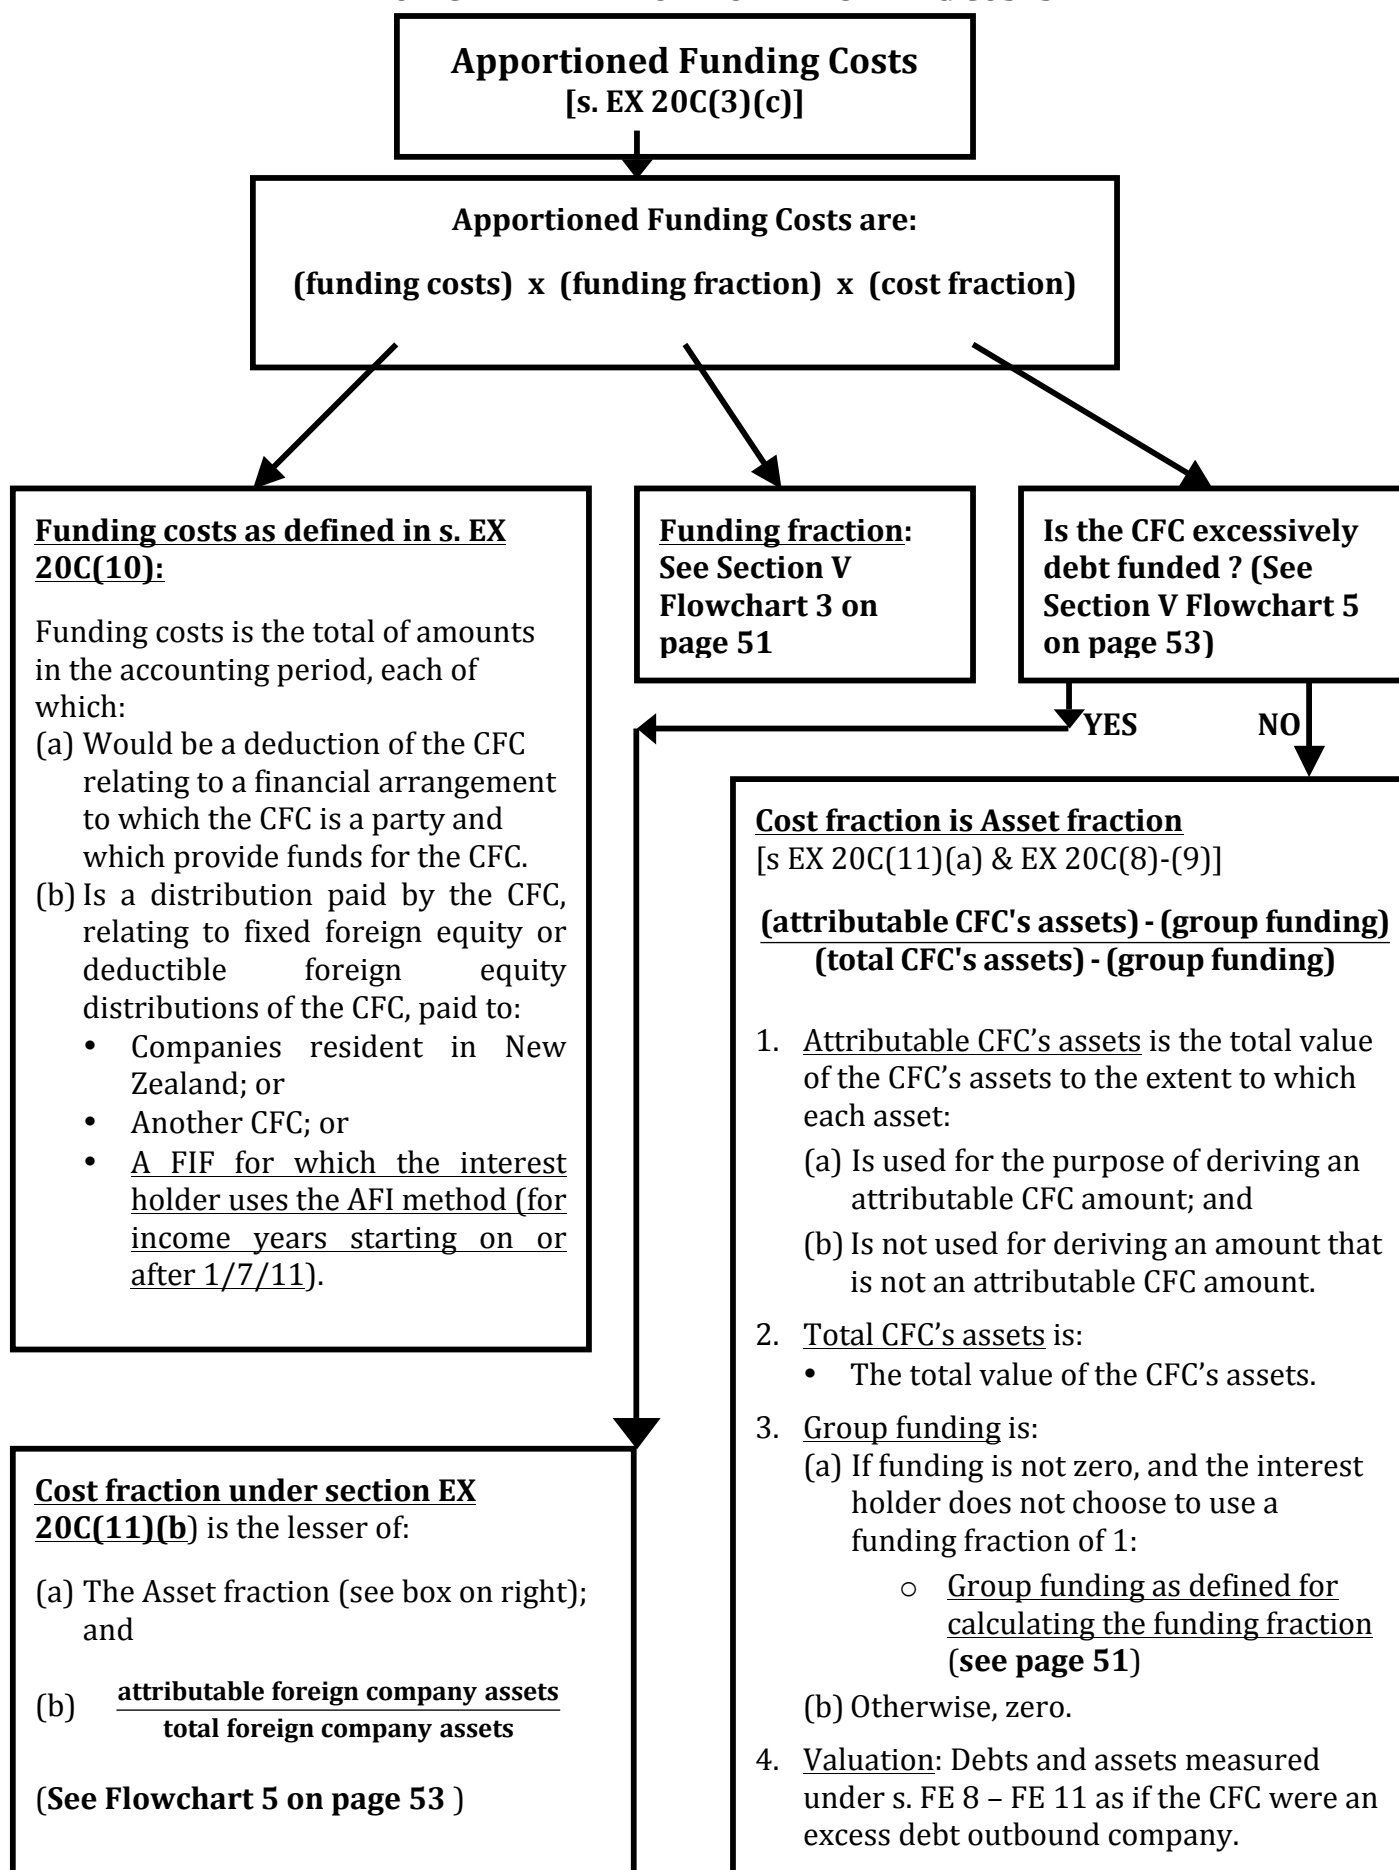 Apportioned Funding Costs
[s. EX 20C(3)(c)]
Apportioned Funding Costs are:
(funding costs) x (funding fraction) x (cost fraction)
Funding costs as defined in s. EX
20C(10):
Funding costs is the total of amounts
in the accounting period, each of
which:
(a) Would be a deduction of the CFC
relating to a financial arrangement
to which the CFC is a party and
which provide funds for the CFC.
(b) Is a distribution paid by the CFC,
relating to fixed foreign equity or
deductible foreign equity
distributions of the CFC, paid to:
• Companies resident in New
Zealand; or
• Another CFC; or
• A FIF for which the interest
holder uses the AFI method (for
income years starting on or
after 1/7/11).
Funding fraction:
See Section V
Flowchart 3 on
page 51
Is the CFC excessively
debt funded ? (See
Section V Flowchart 5
on page 53)
YES NO
Cost fraction is Asset fraction
[s EX 20C(11)(a) & EX 20C(8)-(9)]
(attributable CFC's assets) - (group funding)
(total CFC's assets) - (group funding)
1. Attributable CFC’s assets is the total value
of the CFC’s assets to the extent to which
each asset:
(a) Is used for the purpose of deriving an
attributable CFC amount; and
(b) Is not used for deriving an amount that
is not an attributable CFC amount.
2. Total CFC’s assets is:
• The total value of the CFC’s assets.
3. Group funding is:
(a) If funding is not zero, and the interest
holder does not choose to use a
funding fraction of 1:
o Group funding as defined for
calculating the funding fraction
(see page 51)
(b) Otherwise, zero.
4. Valuation: Debts and assets measured
under s. FE 8 – FE 11 as if the CFC were an
excess debt outbound company.
Cost fraction under section EX
20C(11)(b) is the lesser of:
(a) The Asset fraction (see box on right);
and
(b) attributable foreign company assets
total foreign company assets
(See Flowchart 5 on page 53 )